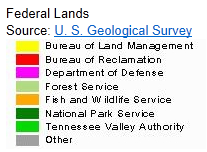 Federal Lands
Source: U. S. Geological Survey
Bureau of Land Management
Bureau of Reclamation
Department of Defense
Forest Service
Fish and Wildlife Service
National Park Service
Tennessee Valley Authority
Other